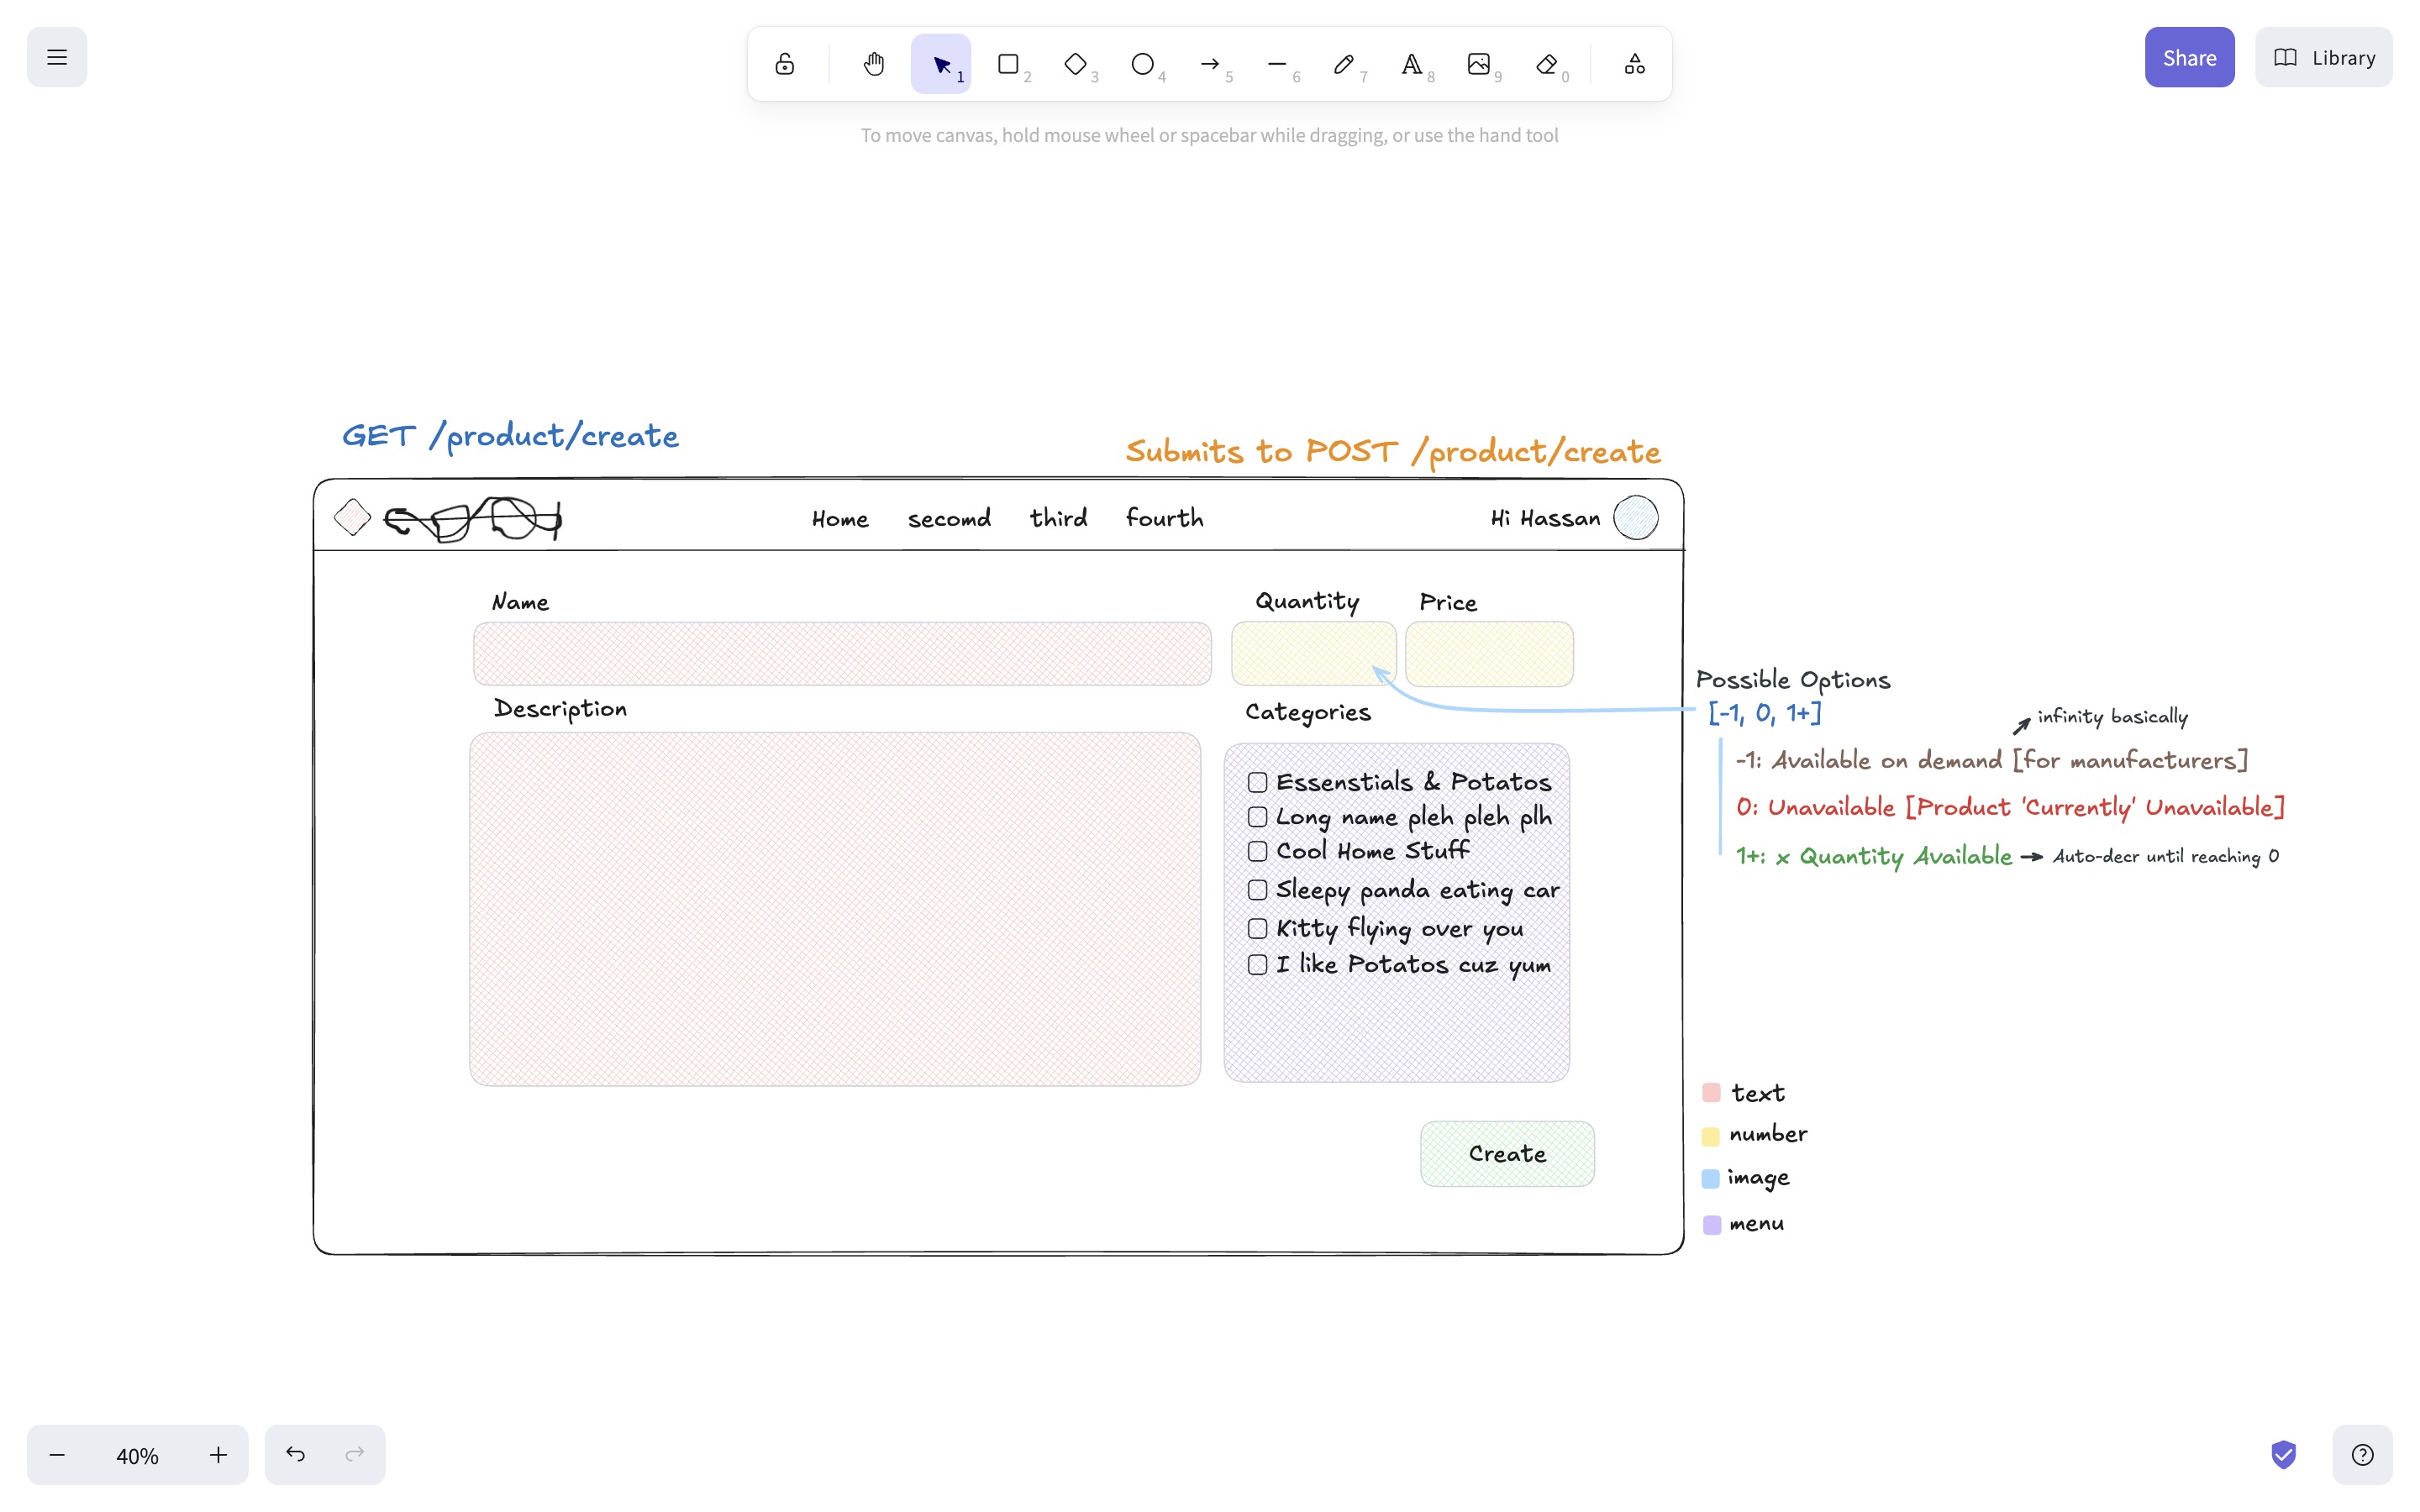 1
2
3
4
5
6
7
8
9
0
Share
Library
To move canvas, hold mouse wheel or spacebar while dragging, or use the hand tool
GET /product/create
Submits to POST /product/create
Home second third fourth
Hi Hassan
Name
Quantity
Price
Description
Categories
Essenstials & Potatos
Long name pleh pleh plh
Cool Home Stuff
Sleepy panda eating car
Kitty flying over you
I like Potatos cuz yum
Create
Possible Options
[-1, 0, 1+]
infinity basically
-1: Available on demand [for manufacturers]
0: Unavailable [Product 'Currently' Unavailable]
1+: x Quantity Available
Auto-decr until reaching 0
text
number
image
menu
40%